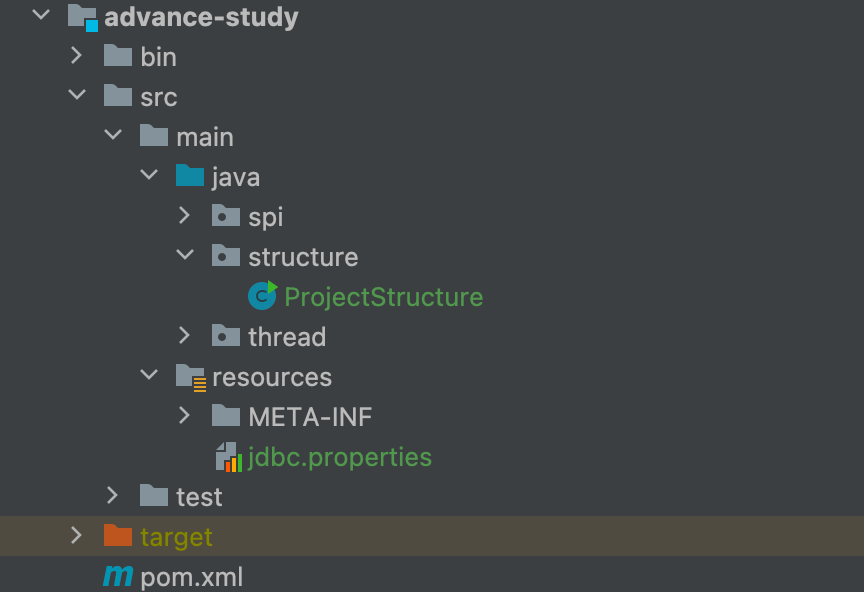 advance-study
bin
src
main
java
spi
structure
ProjectStructure
thread
resources
META-INF
jdbc.properties
test
target
pom.xml